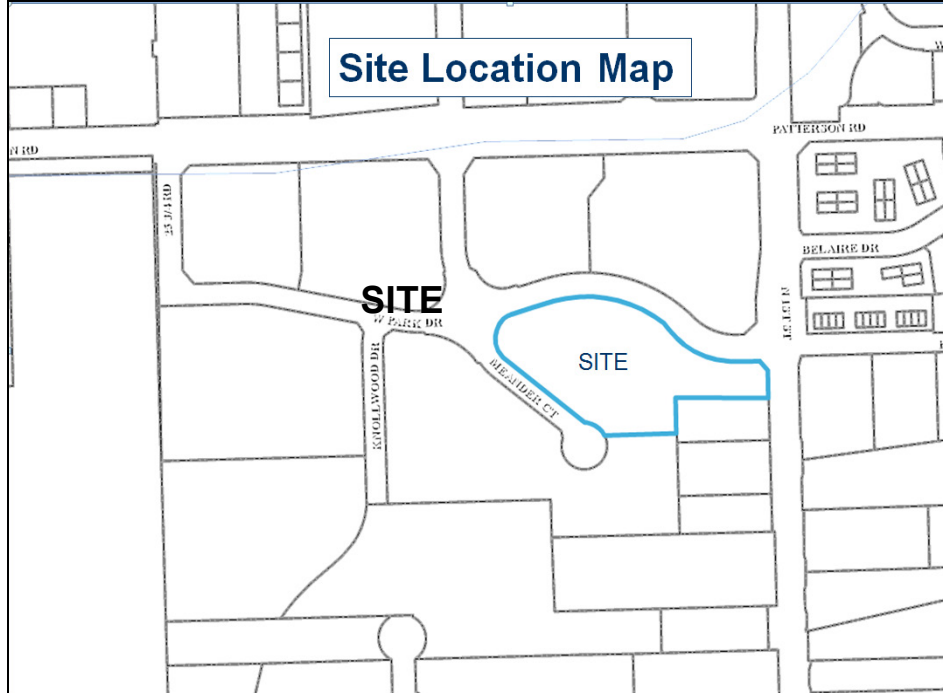 Site Location Map
PATTERSON RD
N RD
25 3/4 RD
BELAIRE DR
SITE
W PARK DR
N 1ST ST
KNOLLWOOD DR
MEANDER CT
SITE